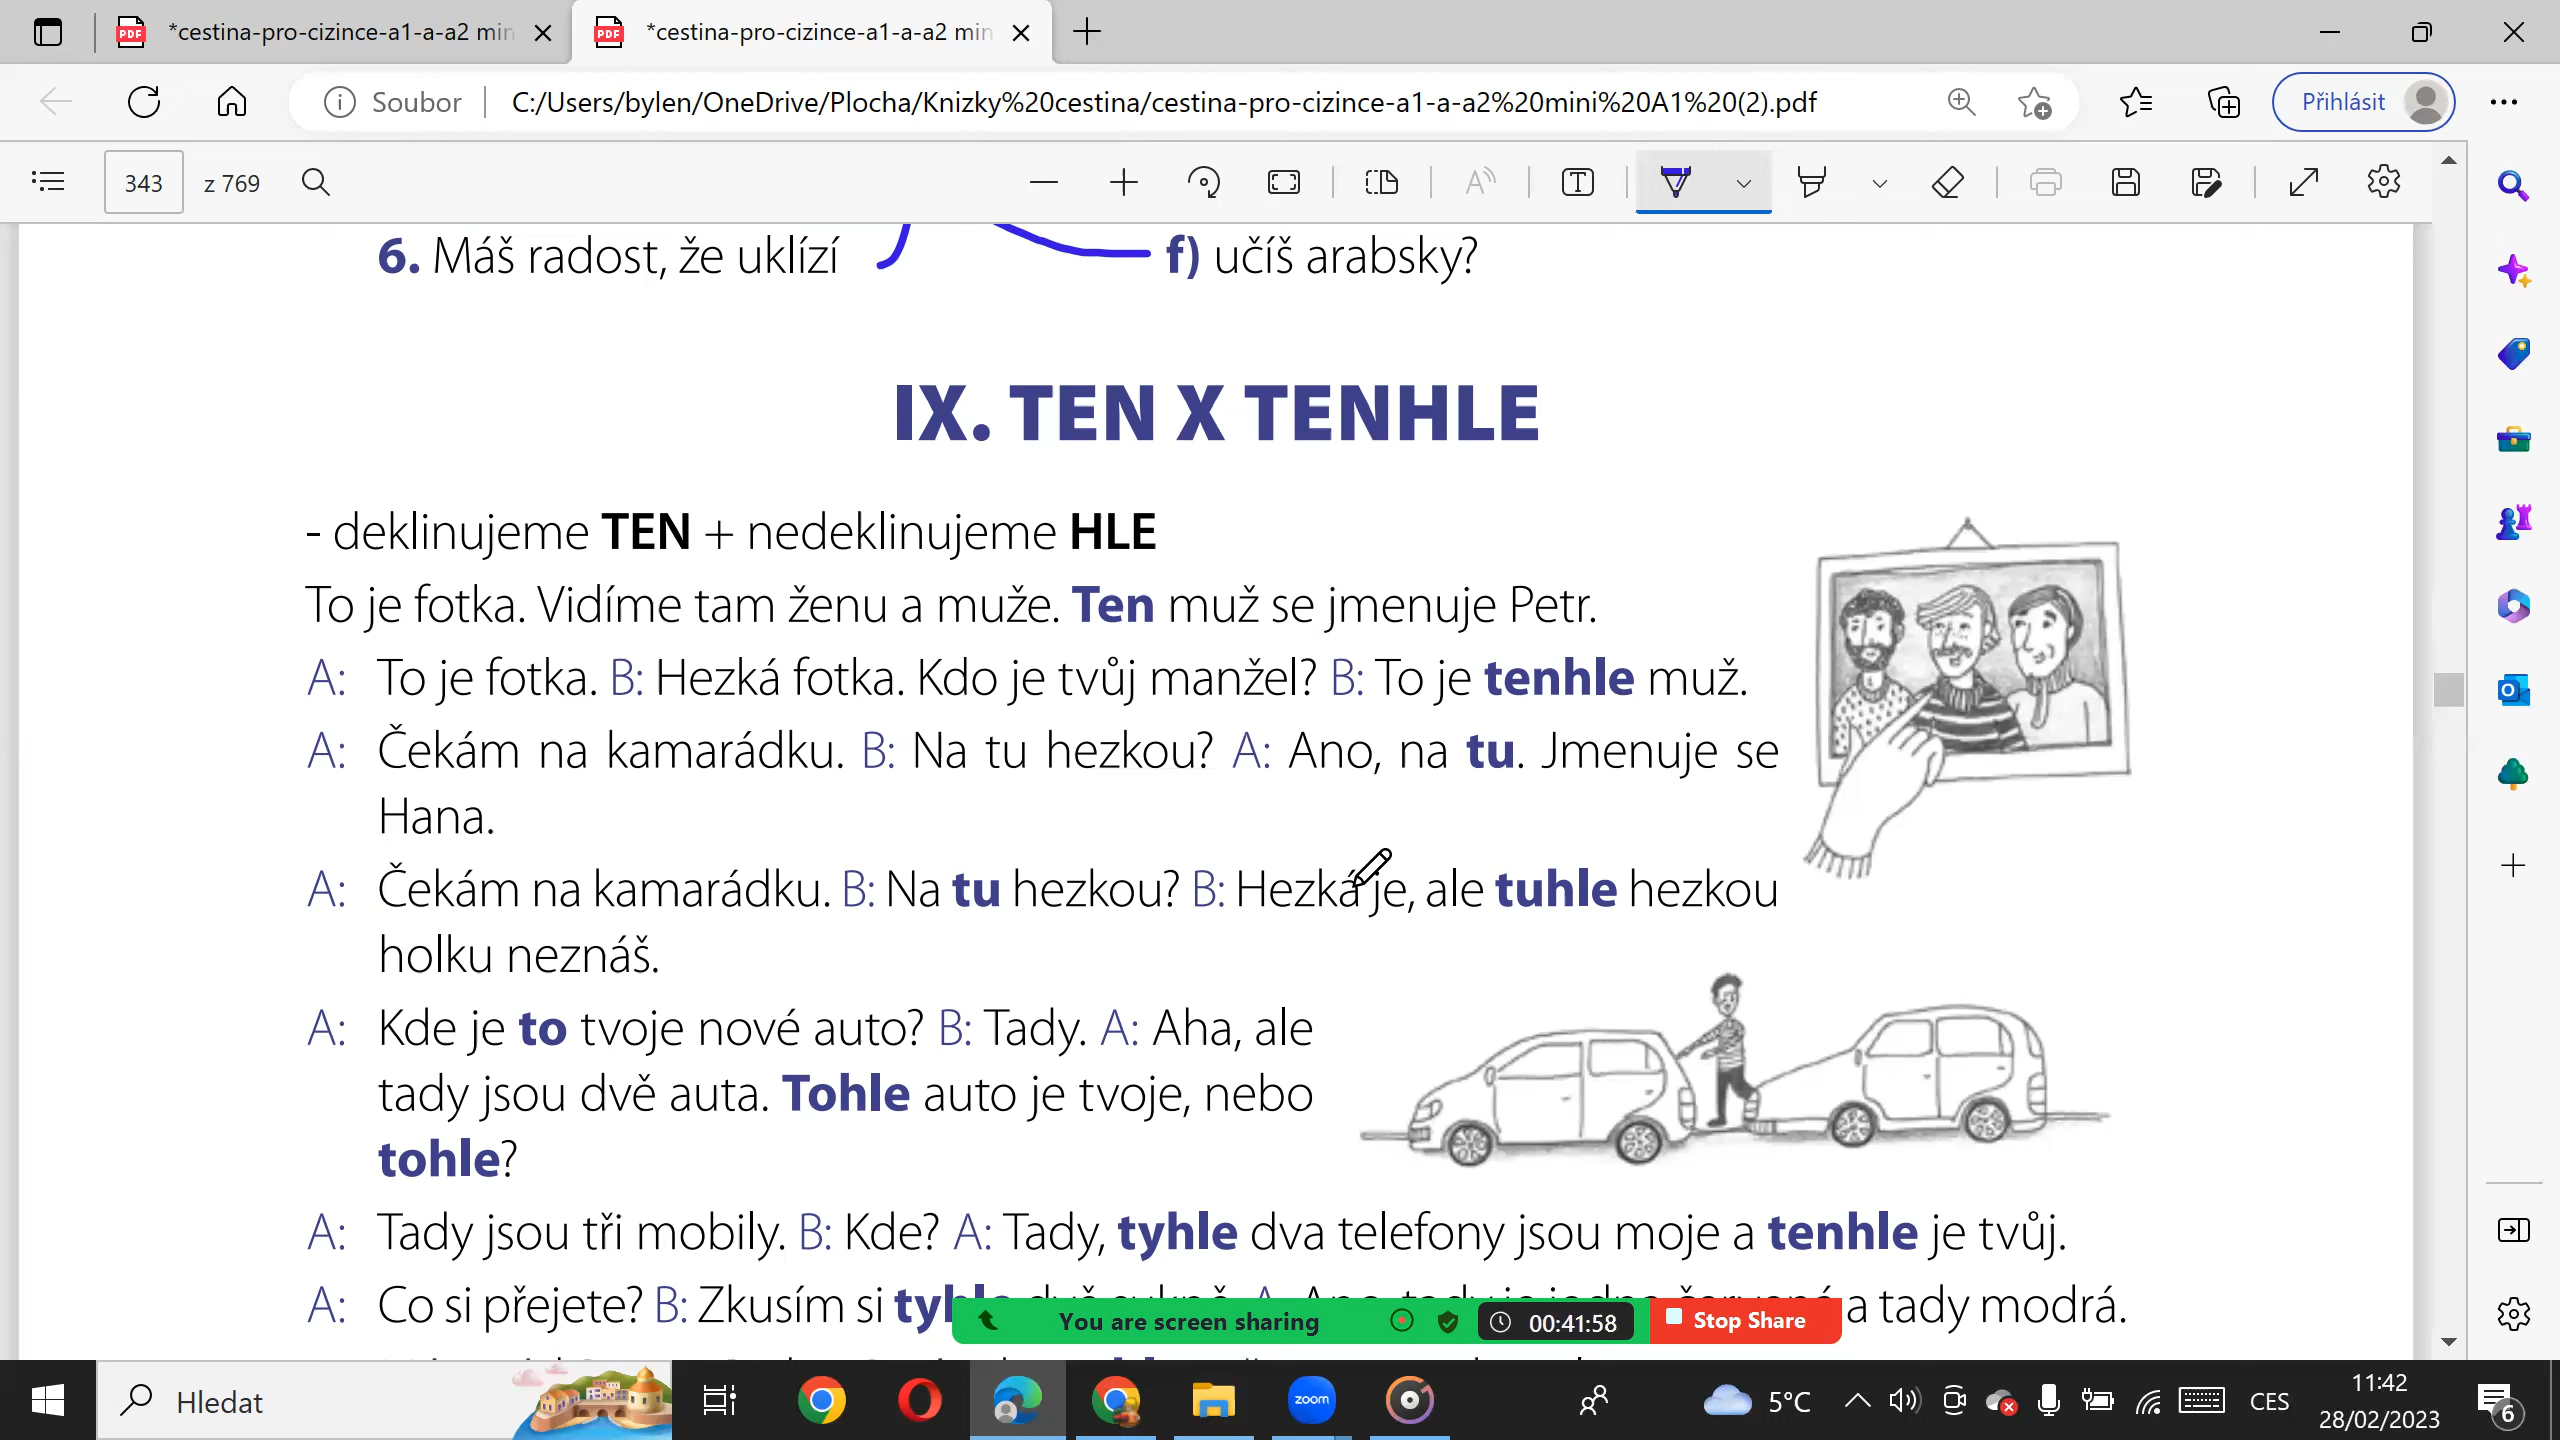 *cestina-pro-cizince-a1-a-a2 min
*cestina-pro-cizince-a1-a-a2 min
Soubor
C:/Users/bylen/OneDrive/Plocha/Knizky%20cestina/cestina-pro-cizince-a1-a-a2%20mini%20A1%20(2).pdf
Přihlásit
343 z 769
6. Máš radost, že uklízí
f) učíš arabsky?
IX. TEN X TENHLE
- deklinujeme TEN + nedeklinujeme HLE
To je fotka. Vidíme tam ženu a muže. Ten muž se jmenuje Petr.
A: To je fotka. B: Hezká fotka. Kdo je tvůj manžel? B: To je tenhle muž.
A: Čekám na kamarádku. B: Na tu hezkou? A: Ano, na tu. Jmenuje se
Hana.
A: Čekám na kamarádku. B: Na tu hezkou? B: Hezká je, ale tuhle hezkou
holku neznáš.
A: Kde je to tvoje nové auto? B: Tady. A: Aha, ale
tady jsou dvě auta. Tohle auto je tvoje, nebo
tohle?
A: Tady jsou tři mobily. B: Kde? A: Tady, tyhle dva telefony jsou moje a tenhle je tvůj.
A: Co si přejete? B: Zkusím si a tady modrá.
You are screen sharing
00:41:58
Stop Share
Hledat
zoom
5°C
CES
11:42
28/02/2023
6